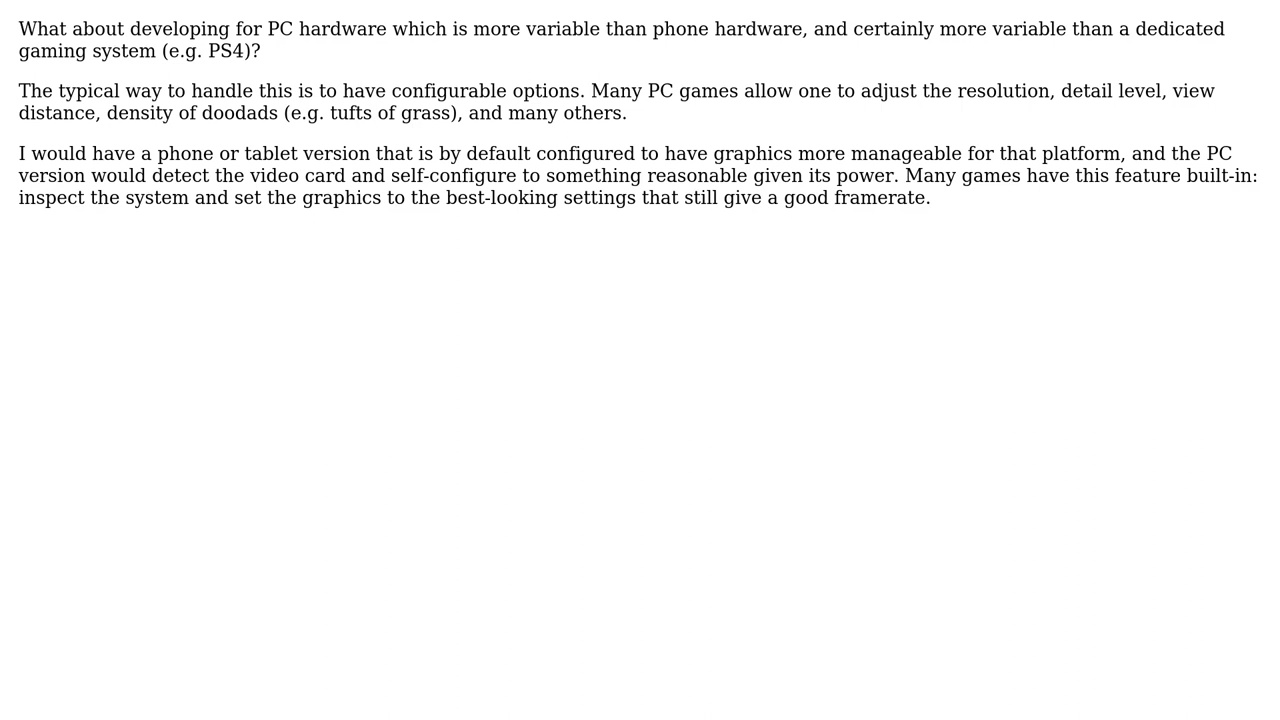 What about developing for PC hardware which is more variable than phone hardware, and certainly more variable than a dedicated
gaming system (e.g. PS4)?
The typical way to handle this is to have configurable options. Many PC games allow one to adjust the resolution, detail level, view
distance, density of doodads (e.g. tufts of grass), and many others.
I would have a phone or tablet version that is by default configured to have graphics more manageable for that platform, and the PC
version would detect the video card and self-configure to something reasonable given its power. Many games have this feature built-in:
inspect the system and set the graphics to the best-looking settings that still give a good framerate.